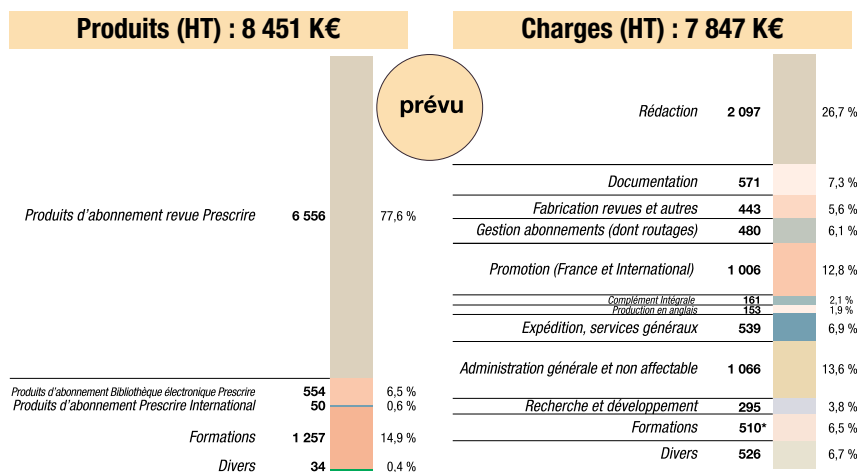 Produits (HT) : 8 451 K€
Produits d'abonnement revue Prescrire 6 556 77,6 %
Produits d'abonnement Bibliothèque électronique Prescrire 554 6,5 %
Produits d'abonnement Prescrire International 50 0,6 %
Formations 1 257 14,9 %
Divers 34 0,4 %
prévu
Charges (HT) : 7 847 K€
Rédaction 2 097 26,7 %
Documentation 571 7,3 %
Fabrication revues et autres 443 5,6 %
Gestion abonnements (dont routages) 480 6,1 %
Promotion (France et International) 1 006 12,8 %
Complément Intégrale 161 2,1 %
Production en anglais 153 1,9 %
Expédition, services généraux 539 6,9 %
Administration générale et non affectable 1 066 13,6 %
Recherche et développement 295 3,8 %
Formations 510* 6,5 %
Divers 526 6,7 %